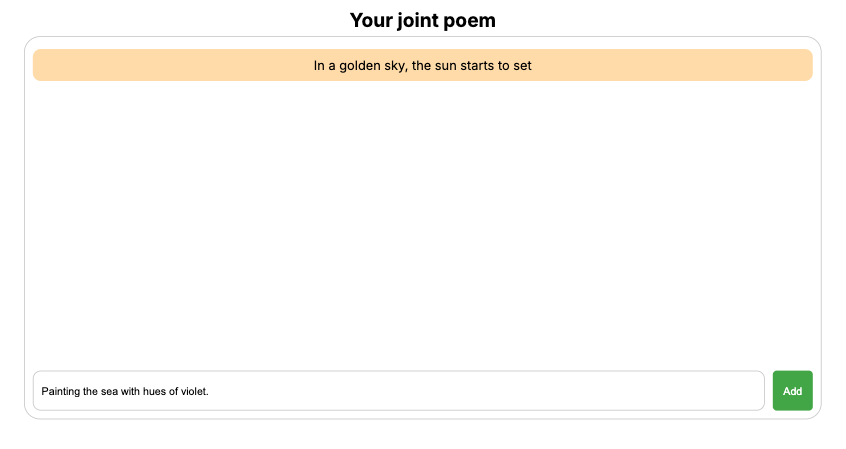 Your joint poem
In a golden sky, the sun starts to set
Painting the sea with hues of violet.
Add